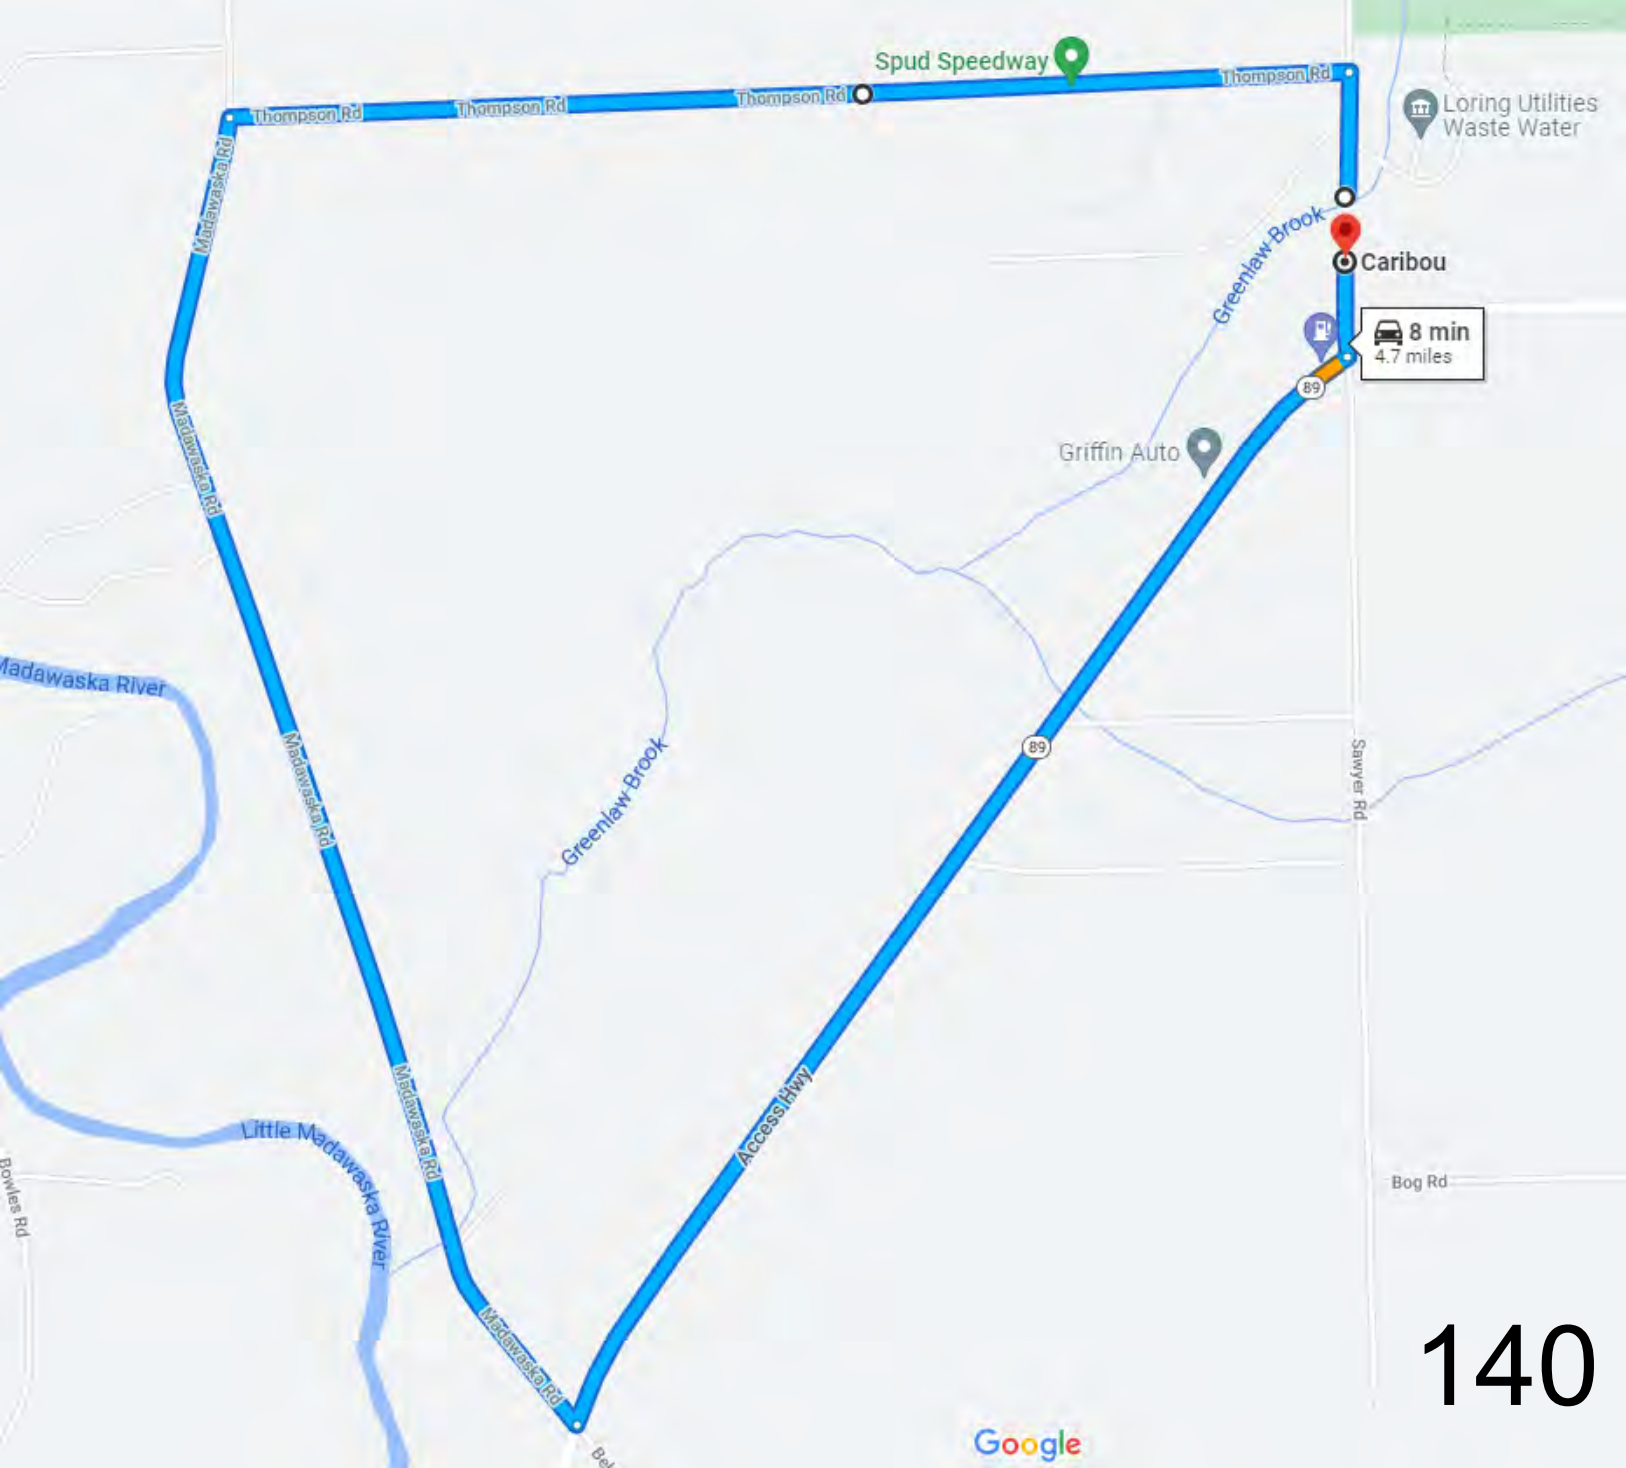 Spud Speedway
Thompson Rd
Thompson Rd
Thompson Rd
Thompson Rd
Loring Utilities
Waste Water
Madawaska Rd
Greenlaw Brook
Caribou
8 min
4.7 miles
89
Madawaska Rd
Griffin Auto
Madawaska River
89
Madawaska Rd
Greenlaw Brook
Sawyer Rd
Access Hwy
Madawaska Rd
Little Madawaska River
Bowles Rd
Bog Rd
Madawaska Rd
140
Google